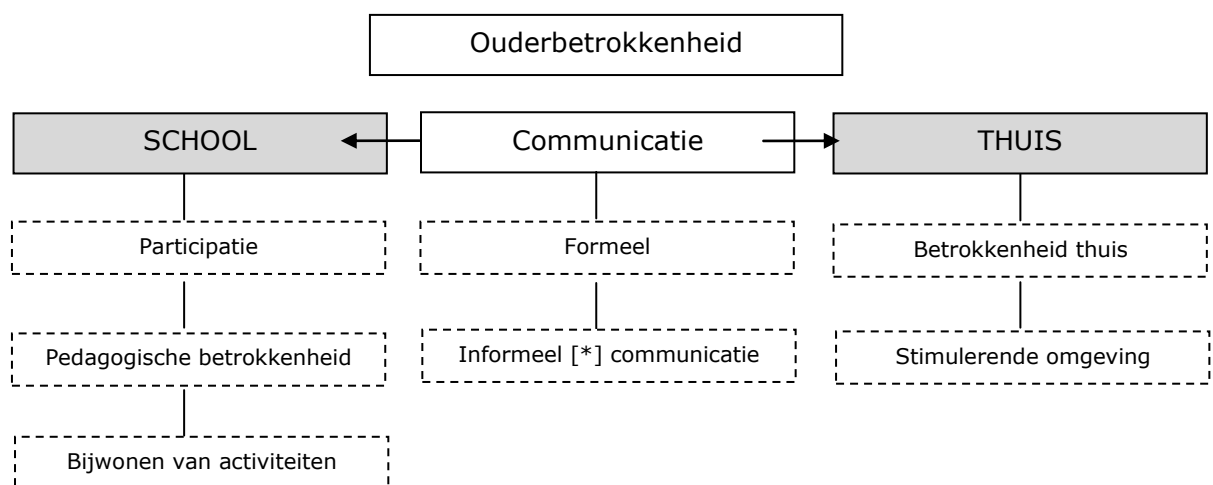 Ouderbetrokkenheid
SCHOOL
Communicatie
THUIS
Participatie
Formeel
Betrokkenheid thuis
Pedagogische betrokkenheid
Informeel [*] communicatie
Stimulerende omgeving
Bijwonen van activiteiten